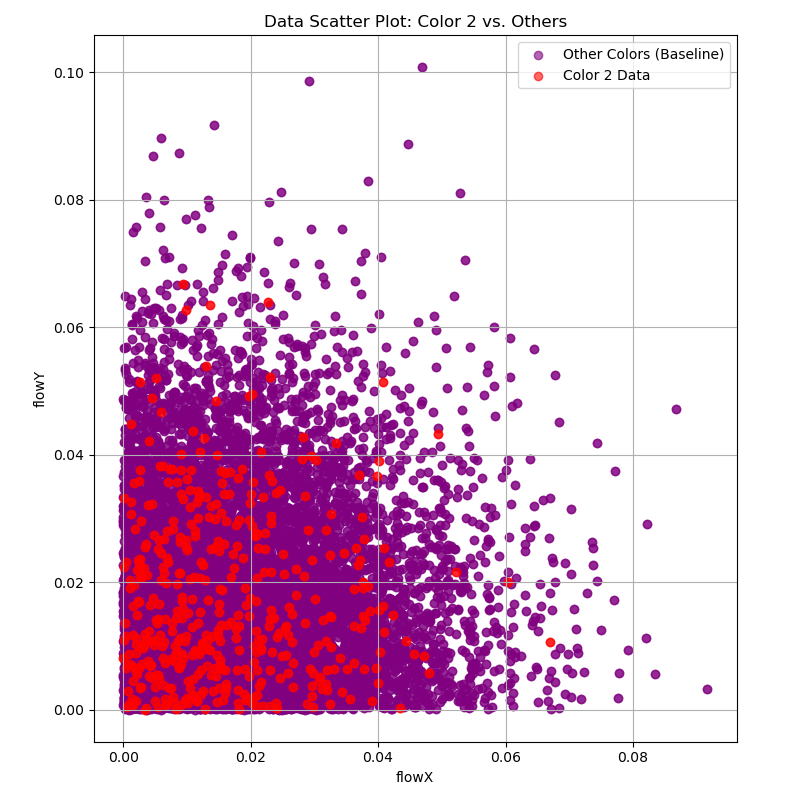 Data Scatter Plot: Color 2 vs. Others
Other Colors (Baseline)
Color 2 Data
flowY
0.10
0.08
0.06
0.04
0.02
0.00
0.00 0.02 0.04 0.06 0.08
flowX